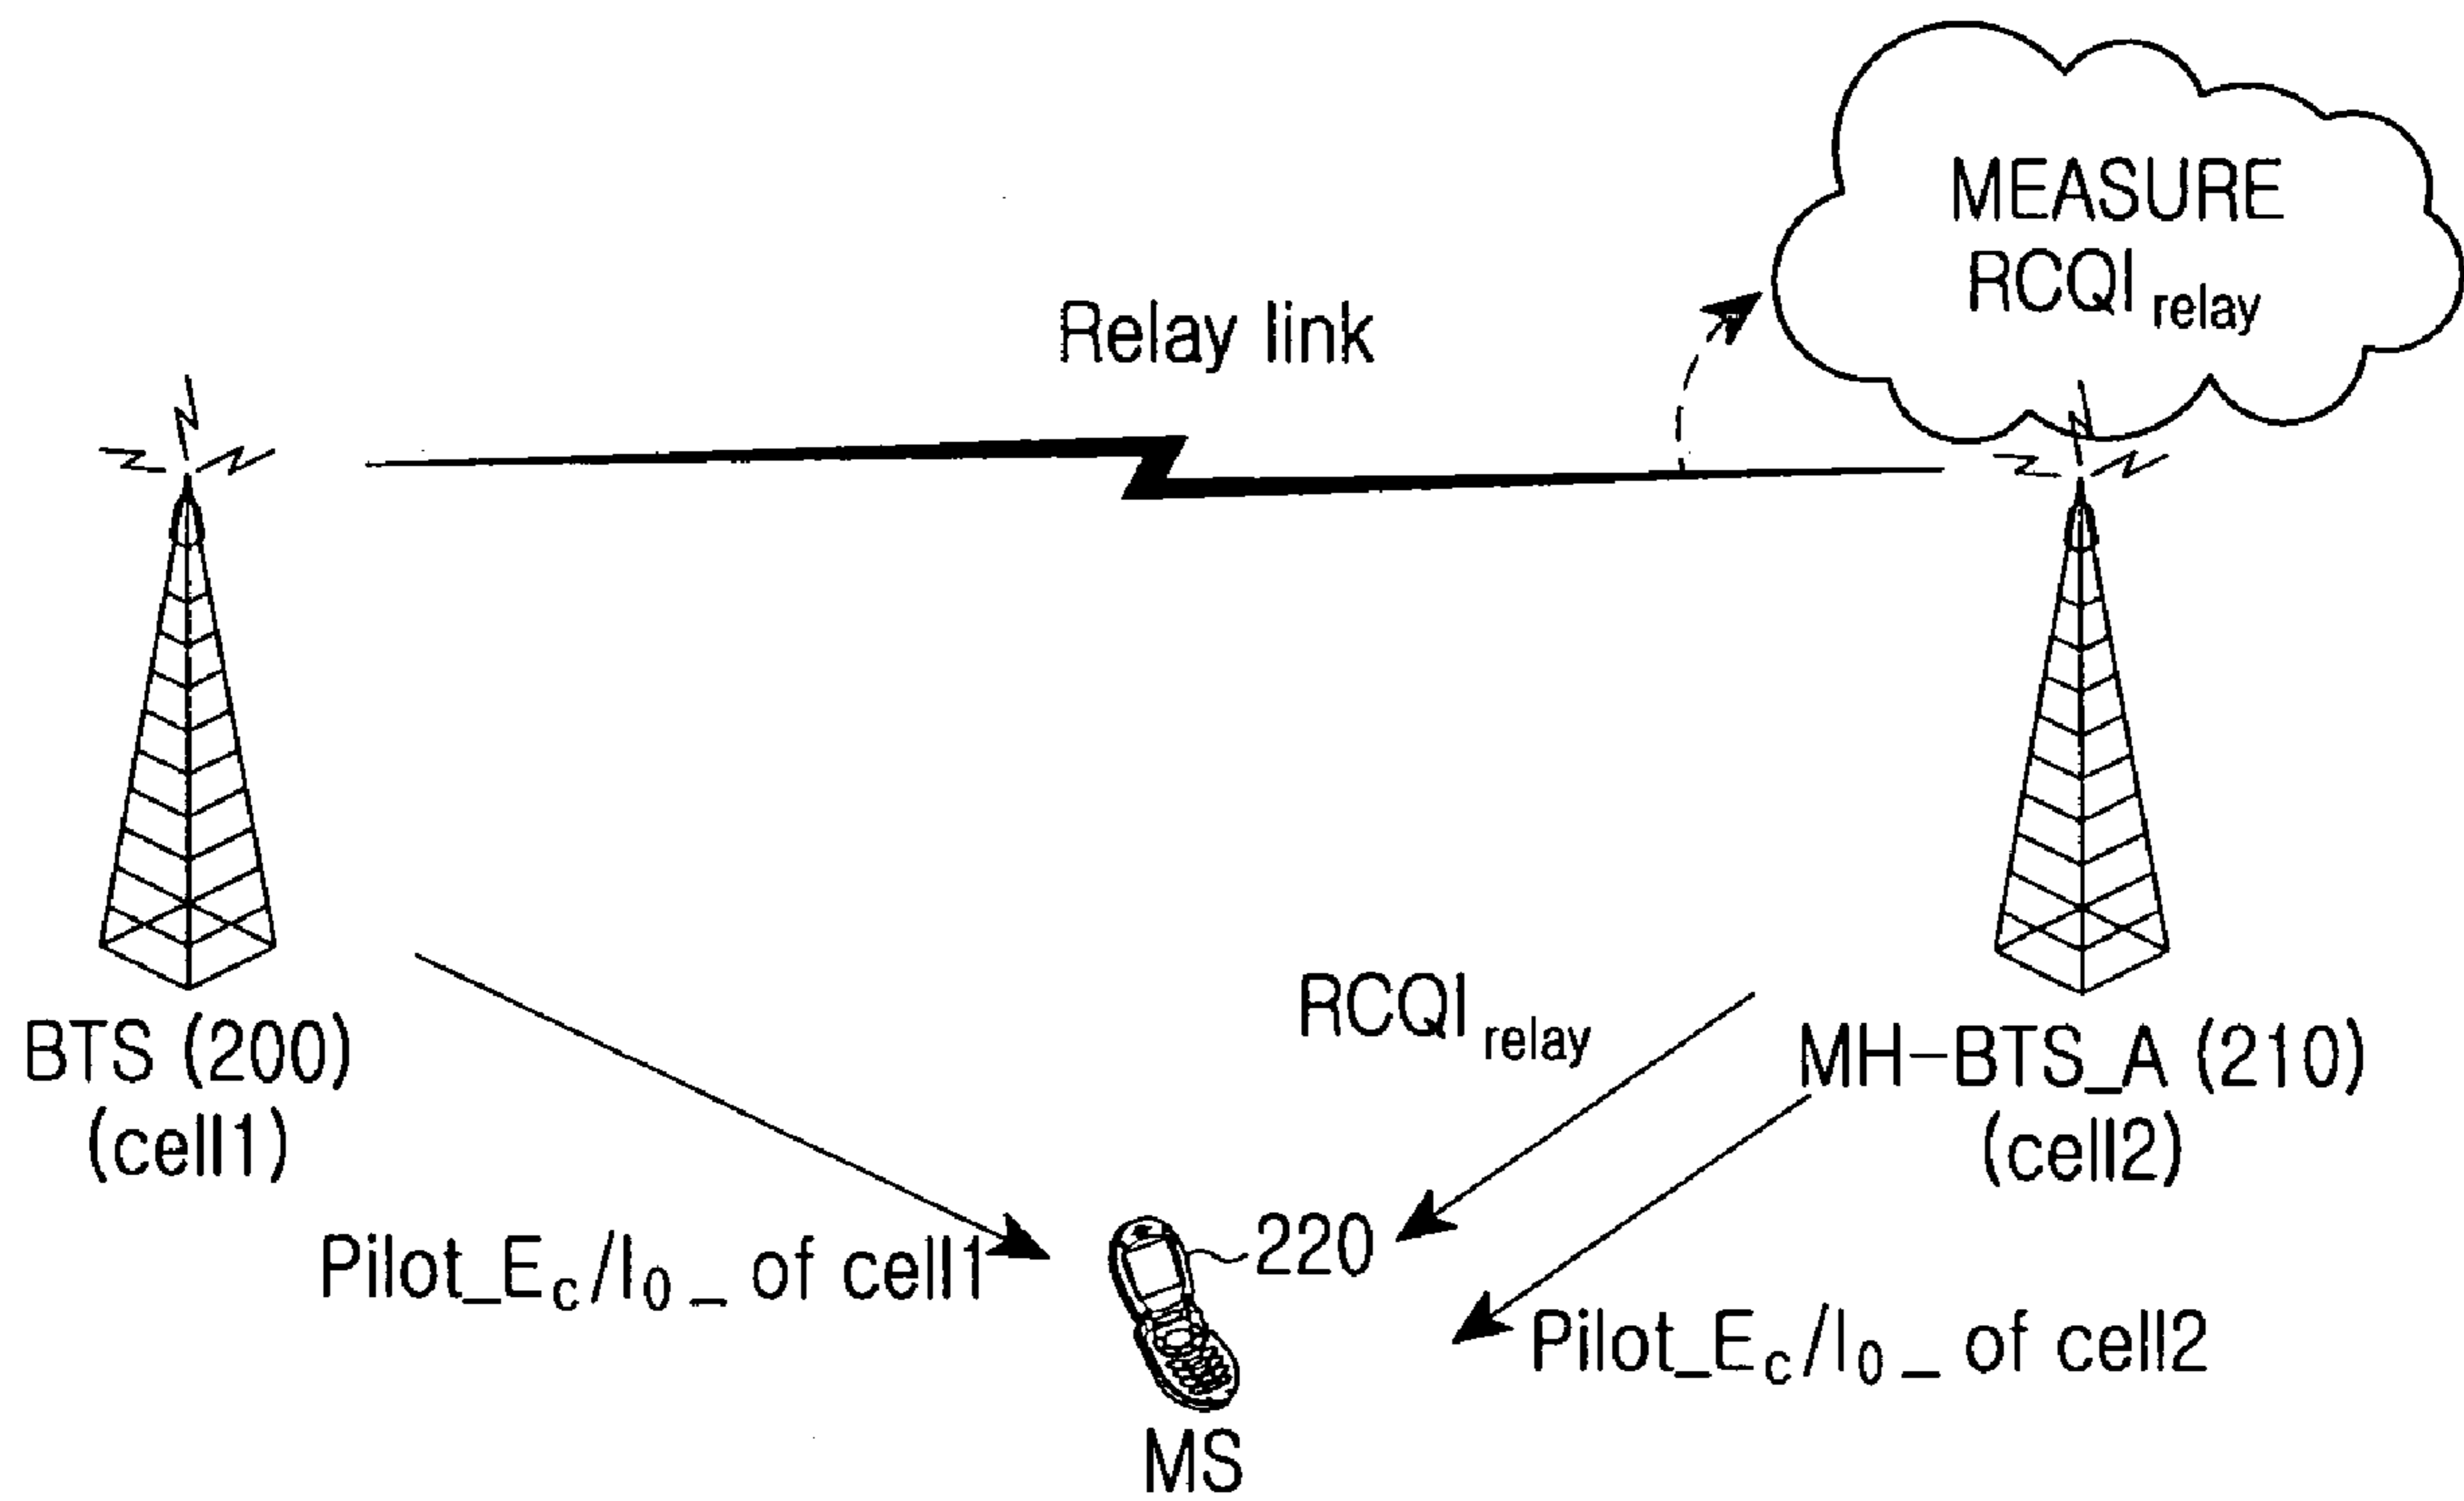 MEASURE
RCQI relay
Relay link
BTS (200)
(cell1)
RCQI relay
MH-BTS_A (210)
(cell2)
Pilot_Ec/I0_ of cell1
220
Pilot_Ec/I0_ of cell2
MS